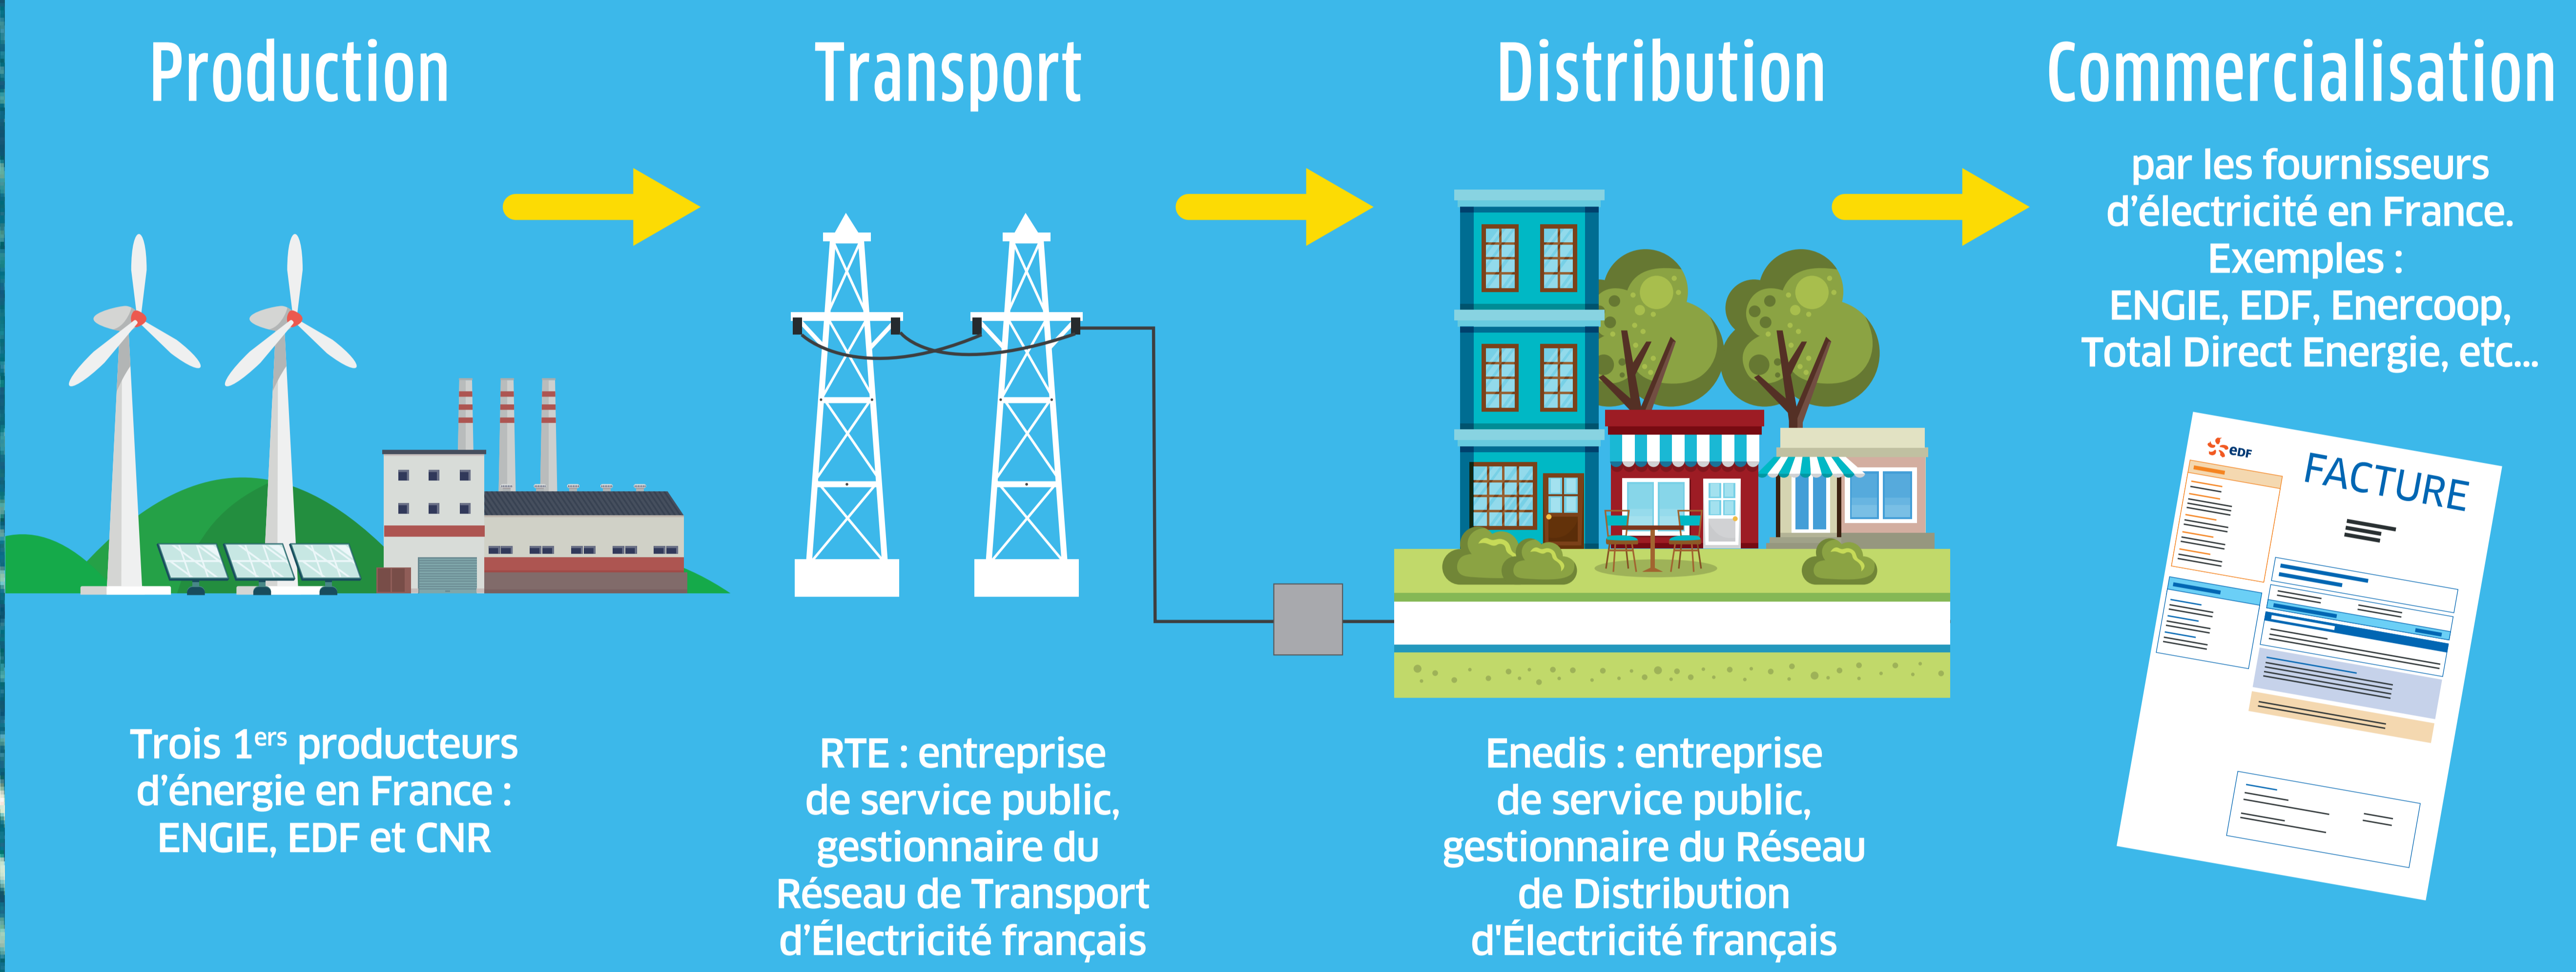 Production
Trois 1ers producteurs
d'énergie en France :
ENGIE, EDF et CNR
Transport
RTE : entreprise
de service public,
gestionnaire du
Réseau de Transport
d'Électricité français
Distribution
Enedis : entreprise
de service public,
gestionnaire du Réseau
de Distribution
d'Électricité français
Commercialisation
par les fournisseurs
d'électricité en France.
Exemples :
ENGIE, EDF, Enercoop,
Total Direct Energie, etc...
eDF
FACTURE